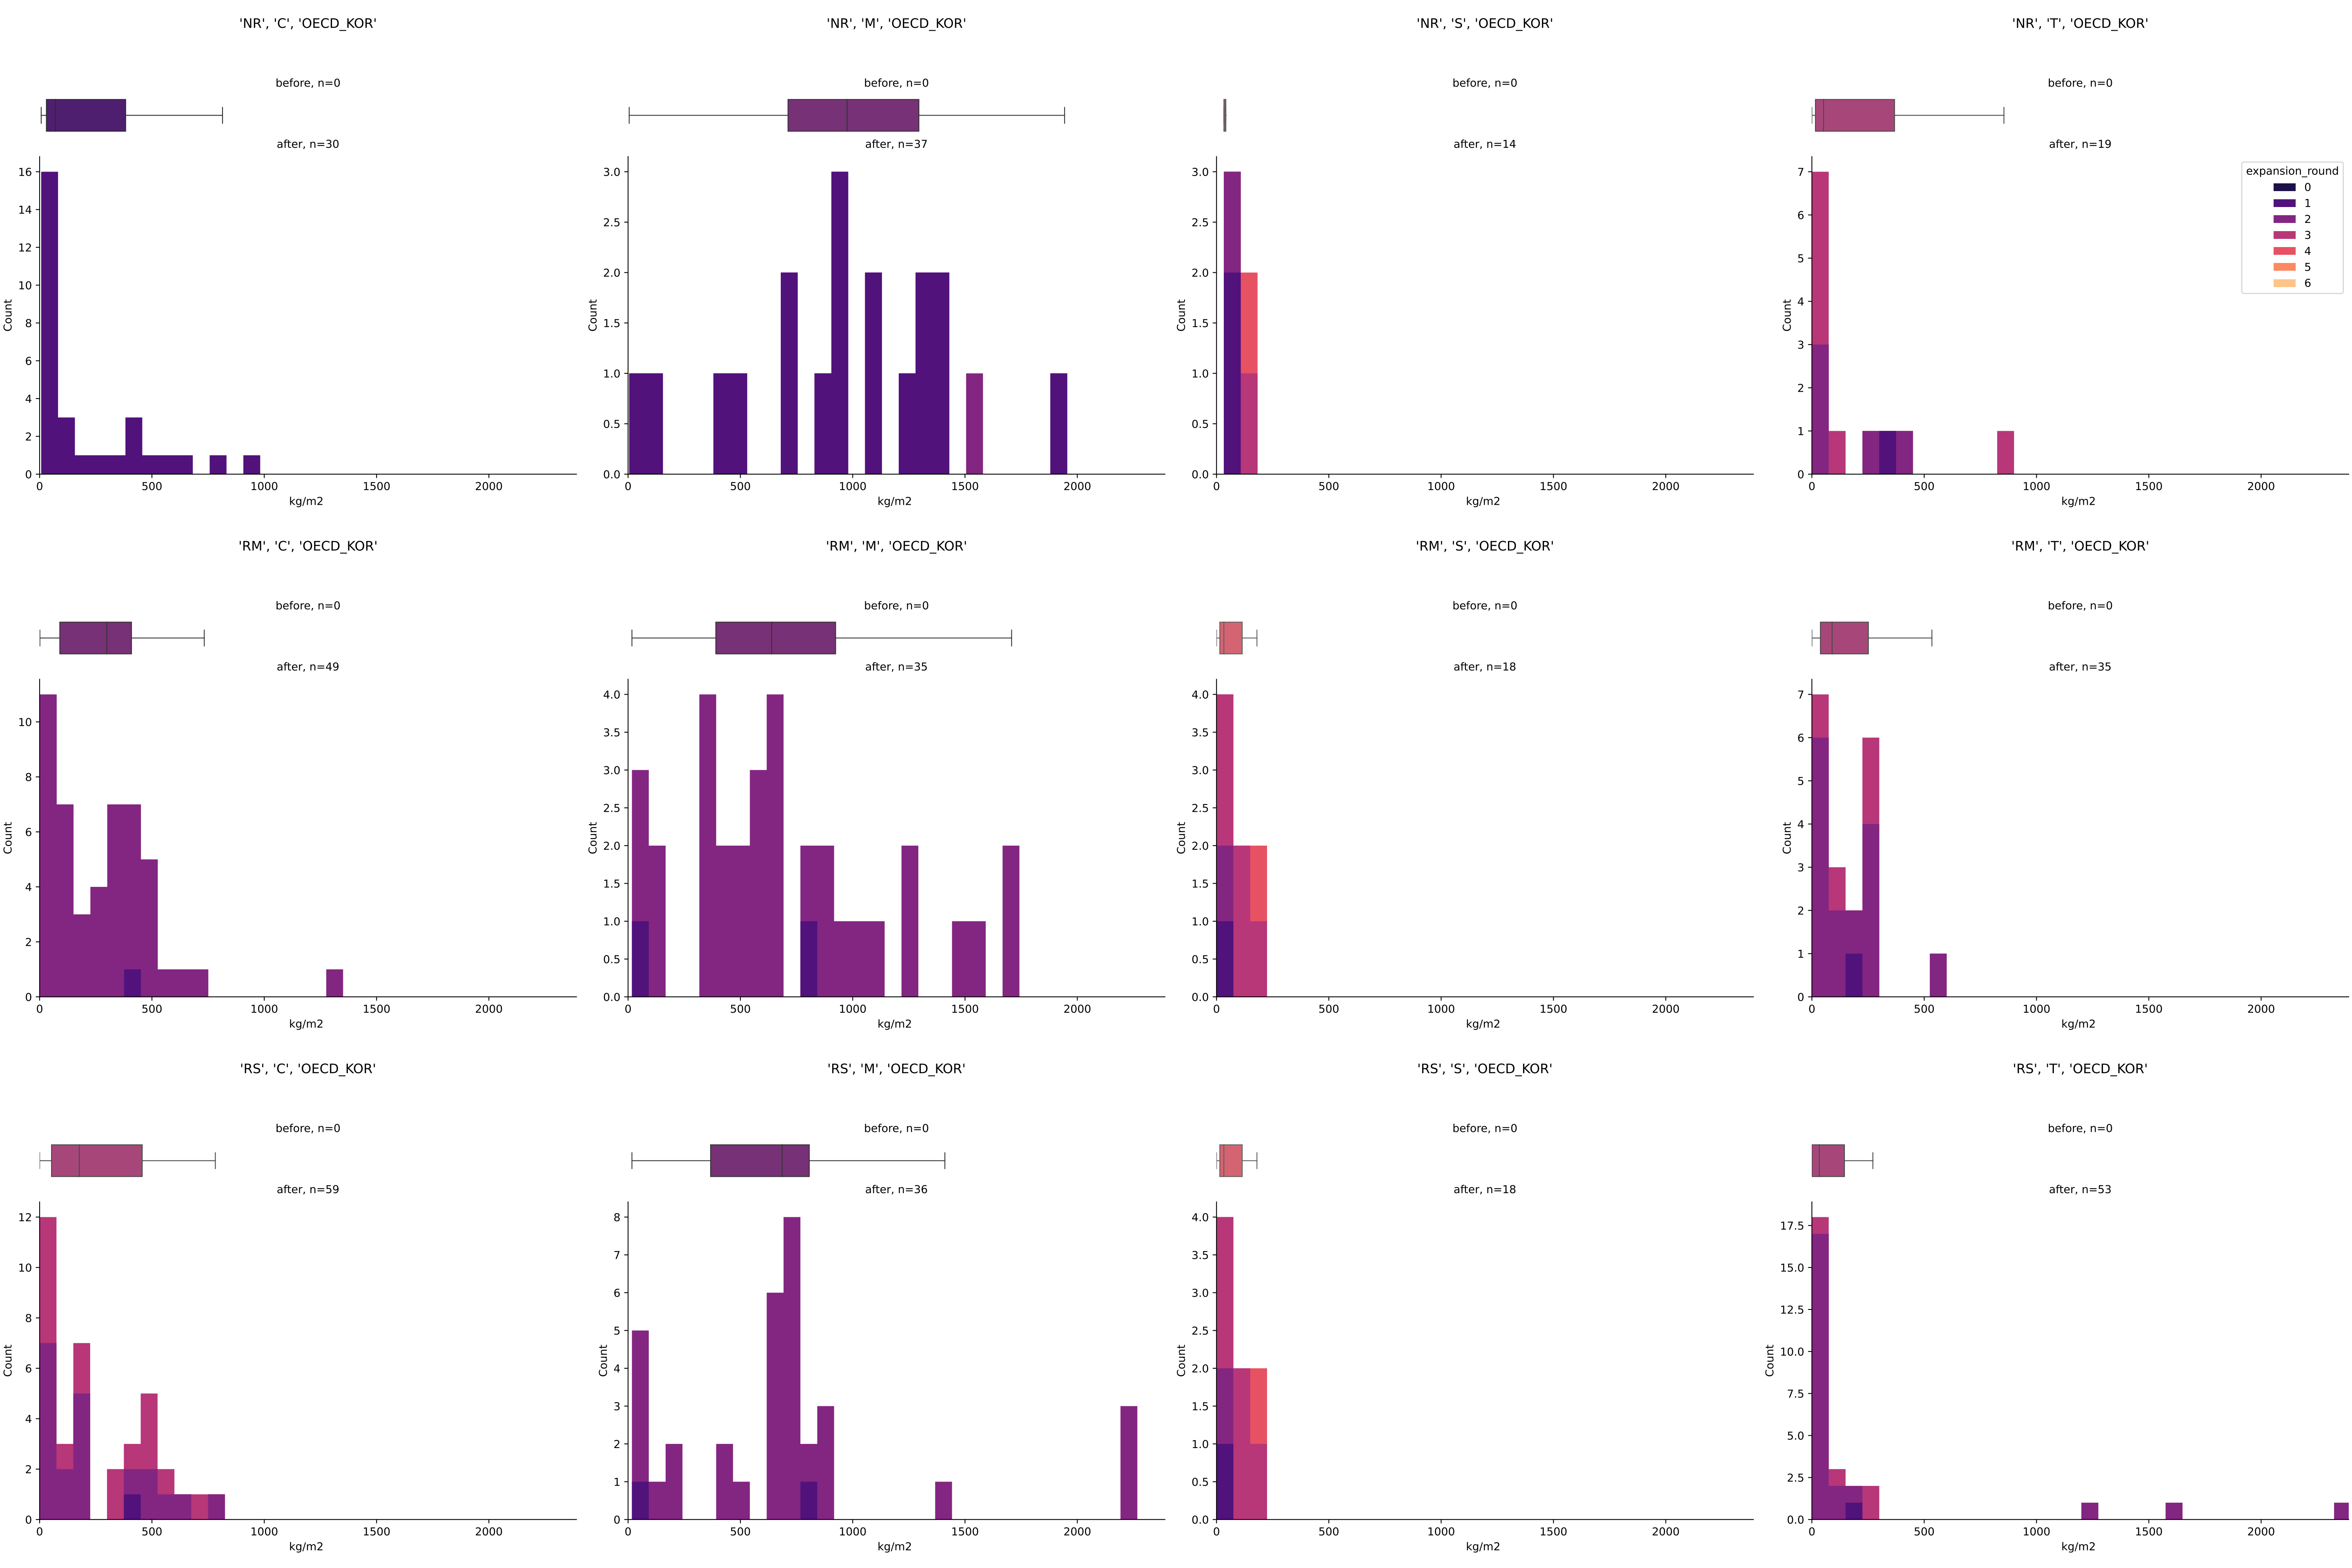 'NR', 'C', 'OECD_KOR' 'NR', 'M', 'OECD_KOR' 'NR', 'S', 'OECD_KOR' 'NR', 'T', 'OECD_KOR'
before, n=0 before, n=0 before, n=0 before, n=0
after, n=30 after, n=37 after, n=14 after, n=19
Count
16
14
12
10
8
6
4
2
0
0 500 1000 1500 2000
kg/m2
Count
3.0
2.5
2.0
1.5
1.0
0.5
0.0
0 500 1000 1500 2000
kg/m2
Count
3.0
2.5
2.0
1.5
1.0
0.5
0.0
0 500 1000 1500 2000
kg/m2
Count
7
6
5
4
3
2
1
0
0 500 1000 1500 2000
kg/m2
expansion_round
0
1
2
3
4
5
6
'RM', 'C', 'OECD_KOR' 'RM', 'M', 'OECD_KOR' 'RM', 'S', 'OECD_KOR' 'RM', 'T', 'OECD_KOR'
before, n=0 before, n=0 before, n=0 before, n=0
after, n=49 after, n=35 after, n=18 after, n=35
Count
10
8
6
4
2
0
0 500 1000 1500 2000
kg/m2
Count
4.0
3.5
3.0
2.5
2.0
1.5
1.0
0.5
0.0
0 500 1000 1500 2000
kg/m2
Count
4.0
3.5
3.0
2.5
2.0
1.5
1.0
0.5
0.0
0 500 1000 1500 2000
kg/m2
Count
7
6
5
4
3
2
1
0
0 500 1000 1500 2000
kg/m2
'RS', 'C', 'OECD_KOR' 'RS', 'M', 'OECD_KOR' 'RS', 'S', 'OECD_KOR' 'RS', 'T', 'OECD_KOR'
before, n=0 before, n=0 before, n=0 before, n=0
after, n=59 after, n=36 after, n=18 after, n=53
Count
12
10
8
6
4
2
0
0 500 1000 1500 2000
kg/m2
Count
8
7
6
5
4
3
2
1
0
0 500 1000 1500 2000
kg/m2
Count
4.0
3.5
3.0
2.5
2.0
1.5
1.0
0.5
0.0
0 500 1000 1500 2000
kg/m2
Count
17.5
15.0
12.5
10.0
7.5
5.0
2.5
0.0
0 500 1000 1500 2000
kg/m2